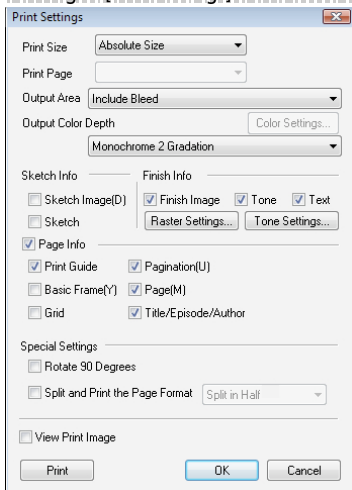 Print Settings
Print Size Absolute Size
Print Page
Output Area Include Bleed
Output Color Depth Color Settings...
Monochrome 2 Gradation
Sketch Info Finish Info
Sketch Image(D) Finish Image Tone Text
Sketch Raster Settings... Tone Settings...
Page Info
Print Guide Pagination(U)
Basic Frame(Y) Page(M)
Grid Title/Episode/Author
Special Settings
Rotate 90 Degrees
Split and Print the Page Format Split in Half
View Print Image
Print OK Cancel